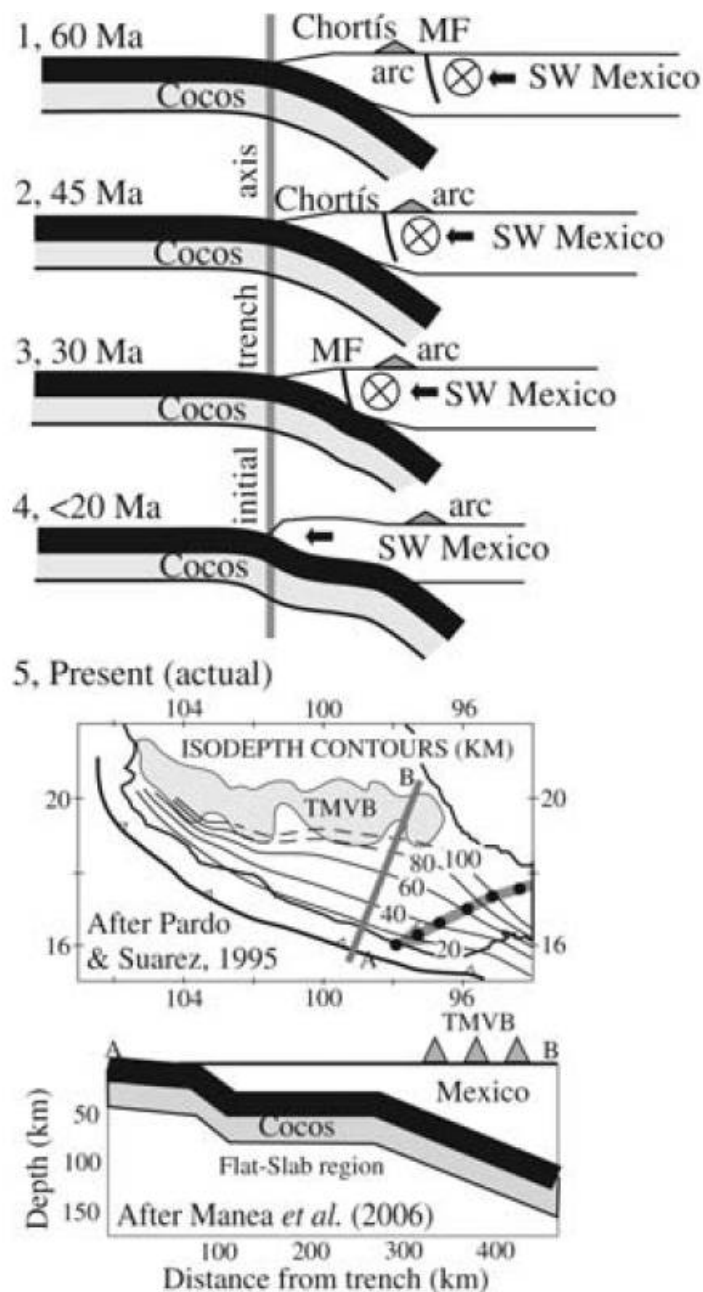 1, 60 Ma
Chortís MF
arc
SW Mexico
Cocos
axis
2, 45 Ma
Chortís
arc
SW Mexico
Cocos
trench
3, 30 Ma
MF
arc
SW Mexico
Cocos
initial
4, <20 Ma
arc
SW Mexico
Cocos
5, Present (actual)
104 100 96
ISODEPTH CONTOURS (KM)
B
20 TMVB 20
80 100
60
40
20
After Pardo
& Suarez, 1995
16 A 16
104 100 96
TMVB
A B
Mexico
50
Cocos
100
Flat-Slab region
150
Depth (km)
After Manea et al. (2006)
100 200 300 400
Distance from trench (km)